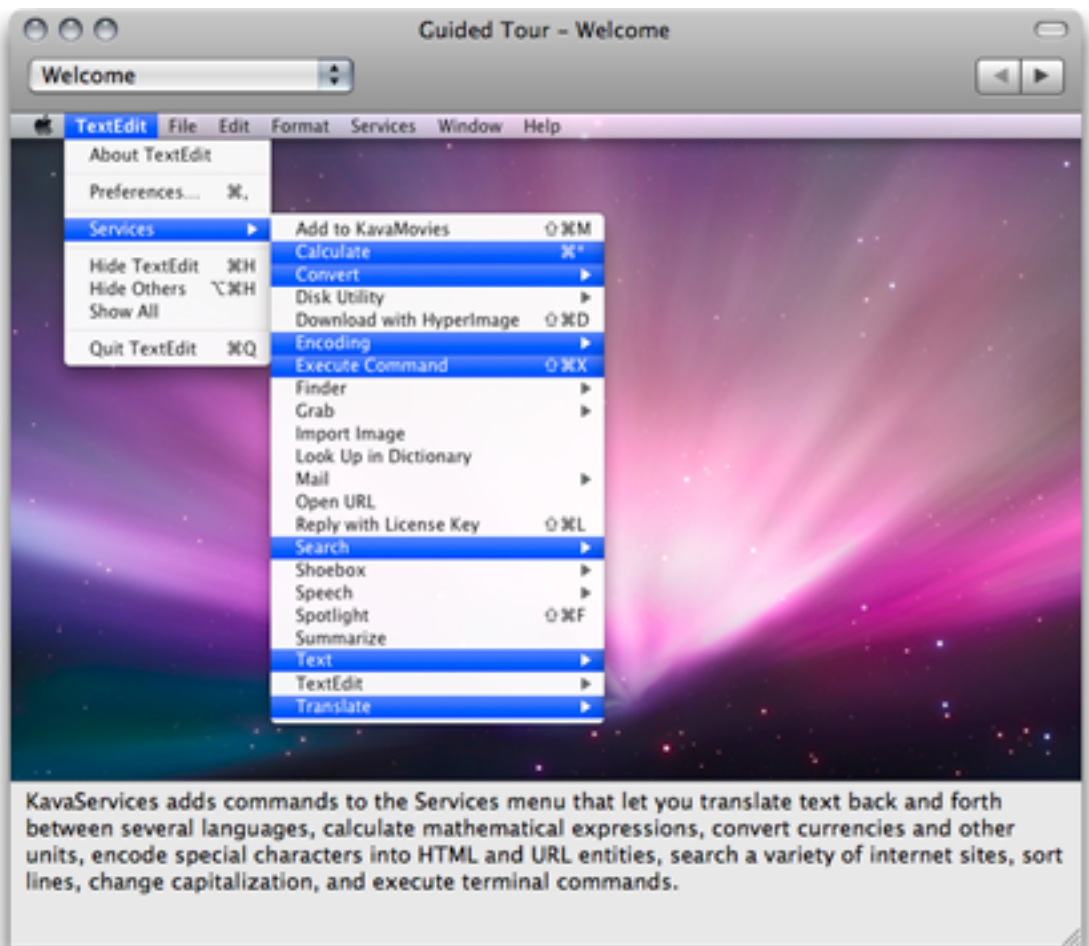 Guided Tour – Welcome
Welcome
TextEdit File Edit Format Services Window Help
About TextEdit
Preferences... ⌘,
Services
Hide TextEdit ⌘H
Hide Others ⌥⌘H
Show All
Quit TextEdit ⌘Q
Add to KavaMovies ⇧⌘M
Calculate ⌘*
Convert
Disk Utility
Download with HyperImage ⇧⌘D
Encoding
Execute Command ⇧⌘X
Finder
Grab
Import Image
Look Up in Dictionary
Mail
Open URL
Reply with License Key ⇧⌘L
Search
Shoebox
Speech
Spotlight ⇧⌘F
Summarize
Text
TextEdit
Translate
KavaServices adds commands to the Services menu that let you translate text back and forth
between several languages, calculate mathematical expressions, convert currencies and other
units, encode special characters into HTML and URL entities, search a variety of internet sites, sort
lines, change capitalization, and execute terminal commands.